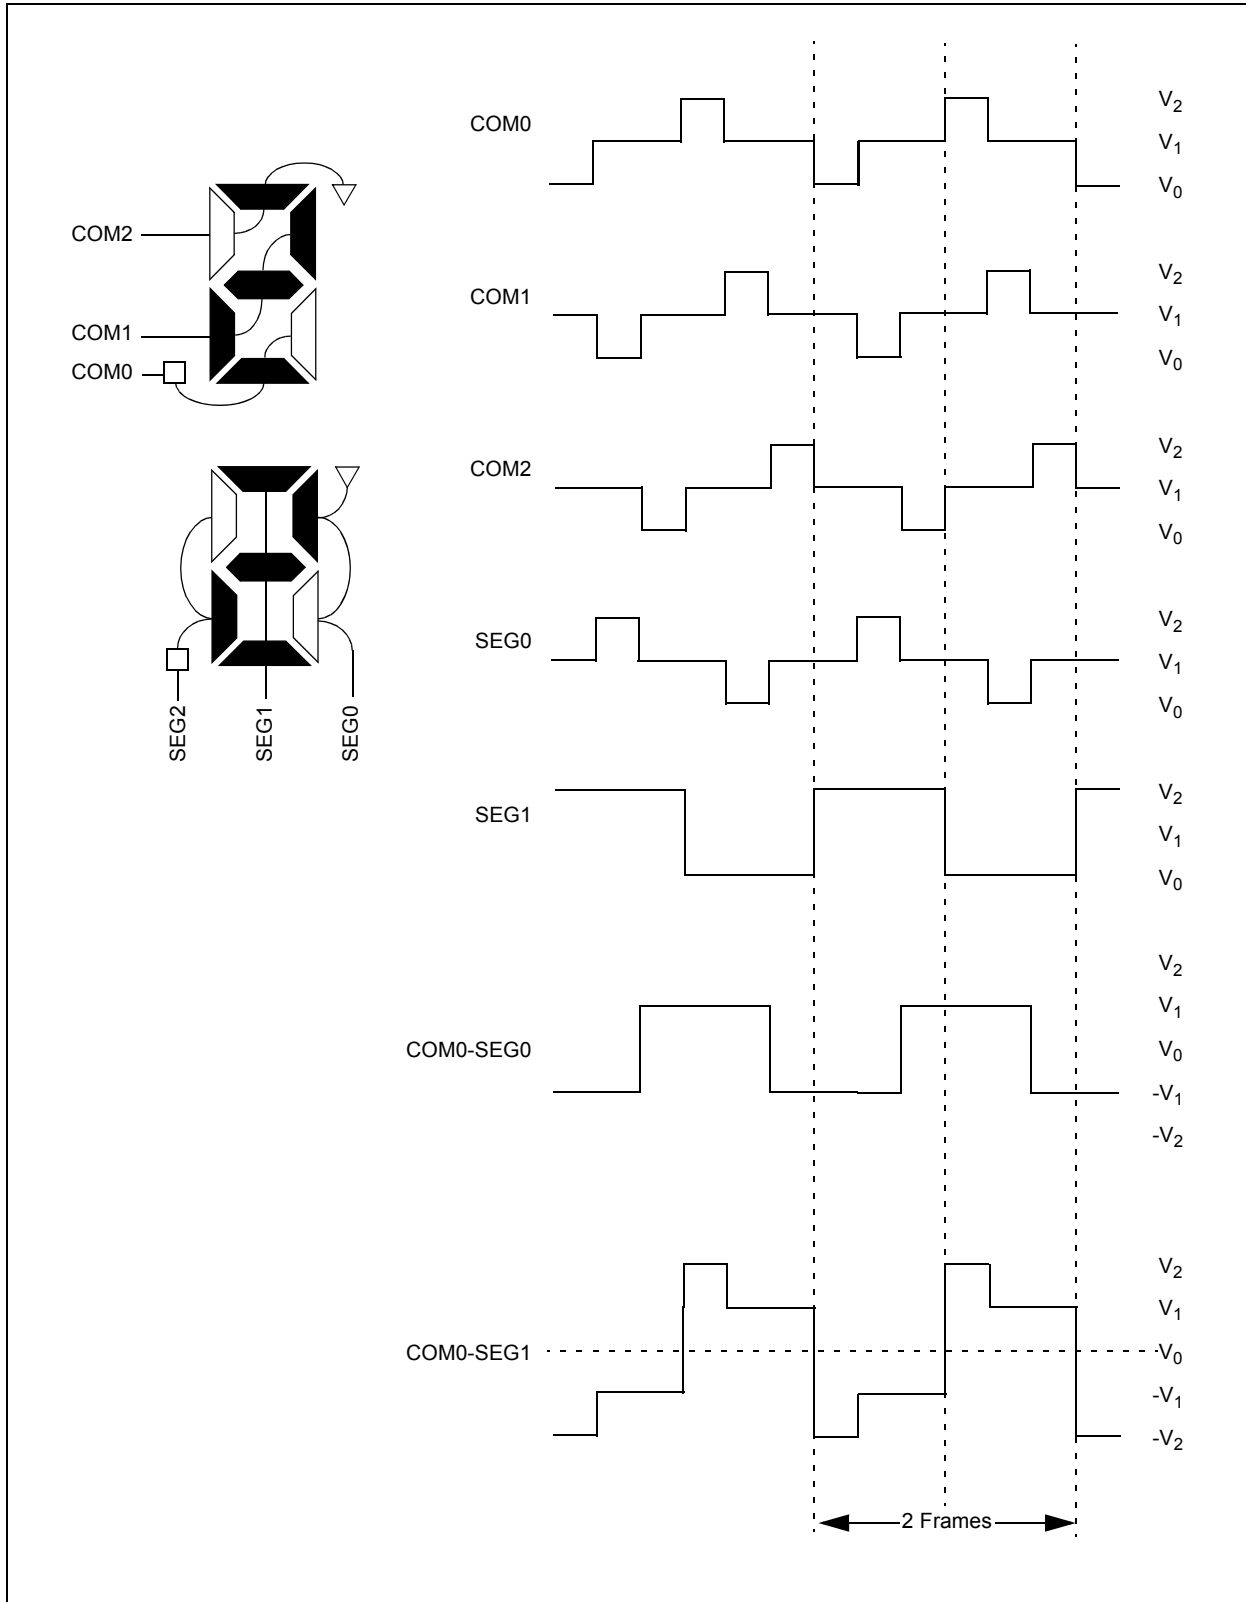 COM2
COM1
COM0
SEG2
SEG1
SEG0
COM0
V2
V1
V0
COM1
V2
V1
V0
COM2
V2
V1
V0
SEG0
V2
V1
V0
SEG1
V2
V1
V0
COM0-SEG0
V2
V1
V0
-V1
-V2
COM0-SEG1
V2
V1
V0
-V1
-V2
2 Frames